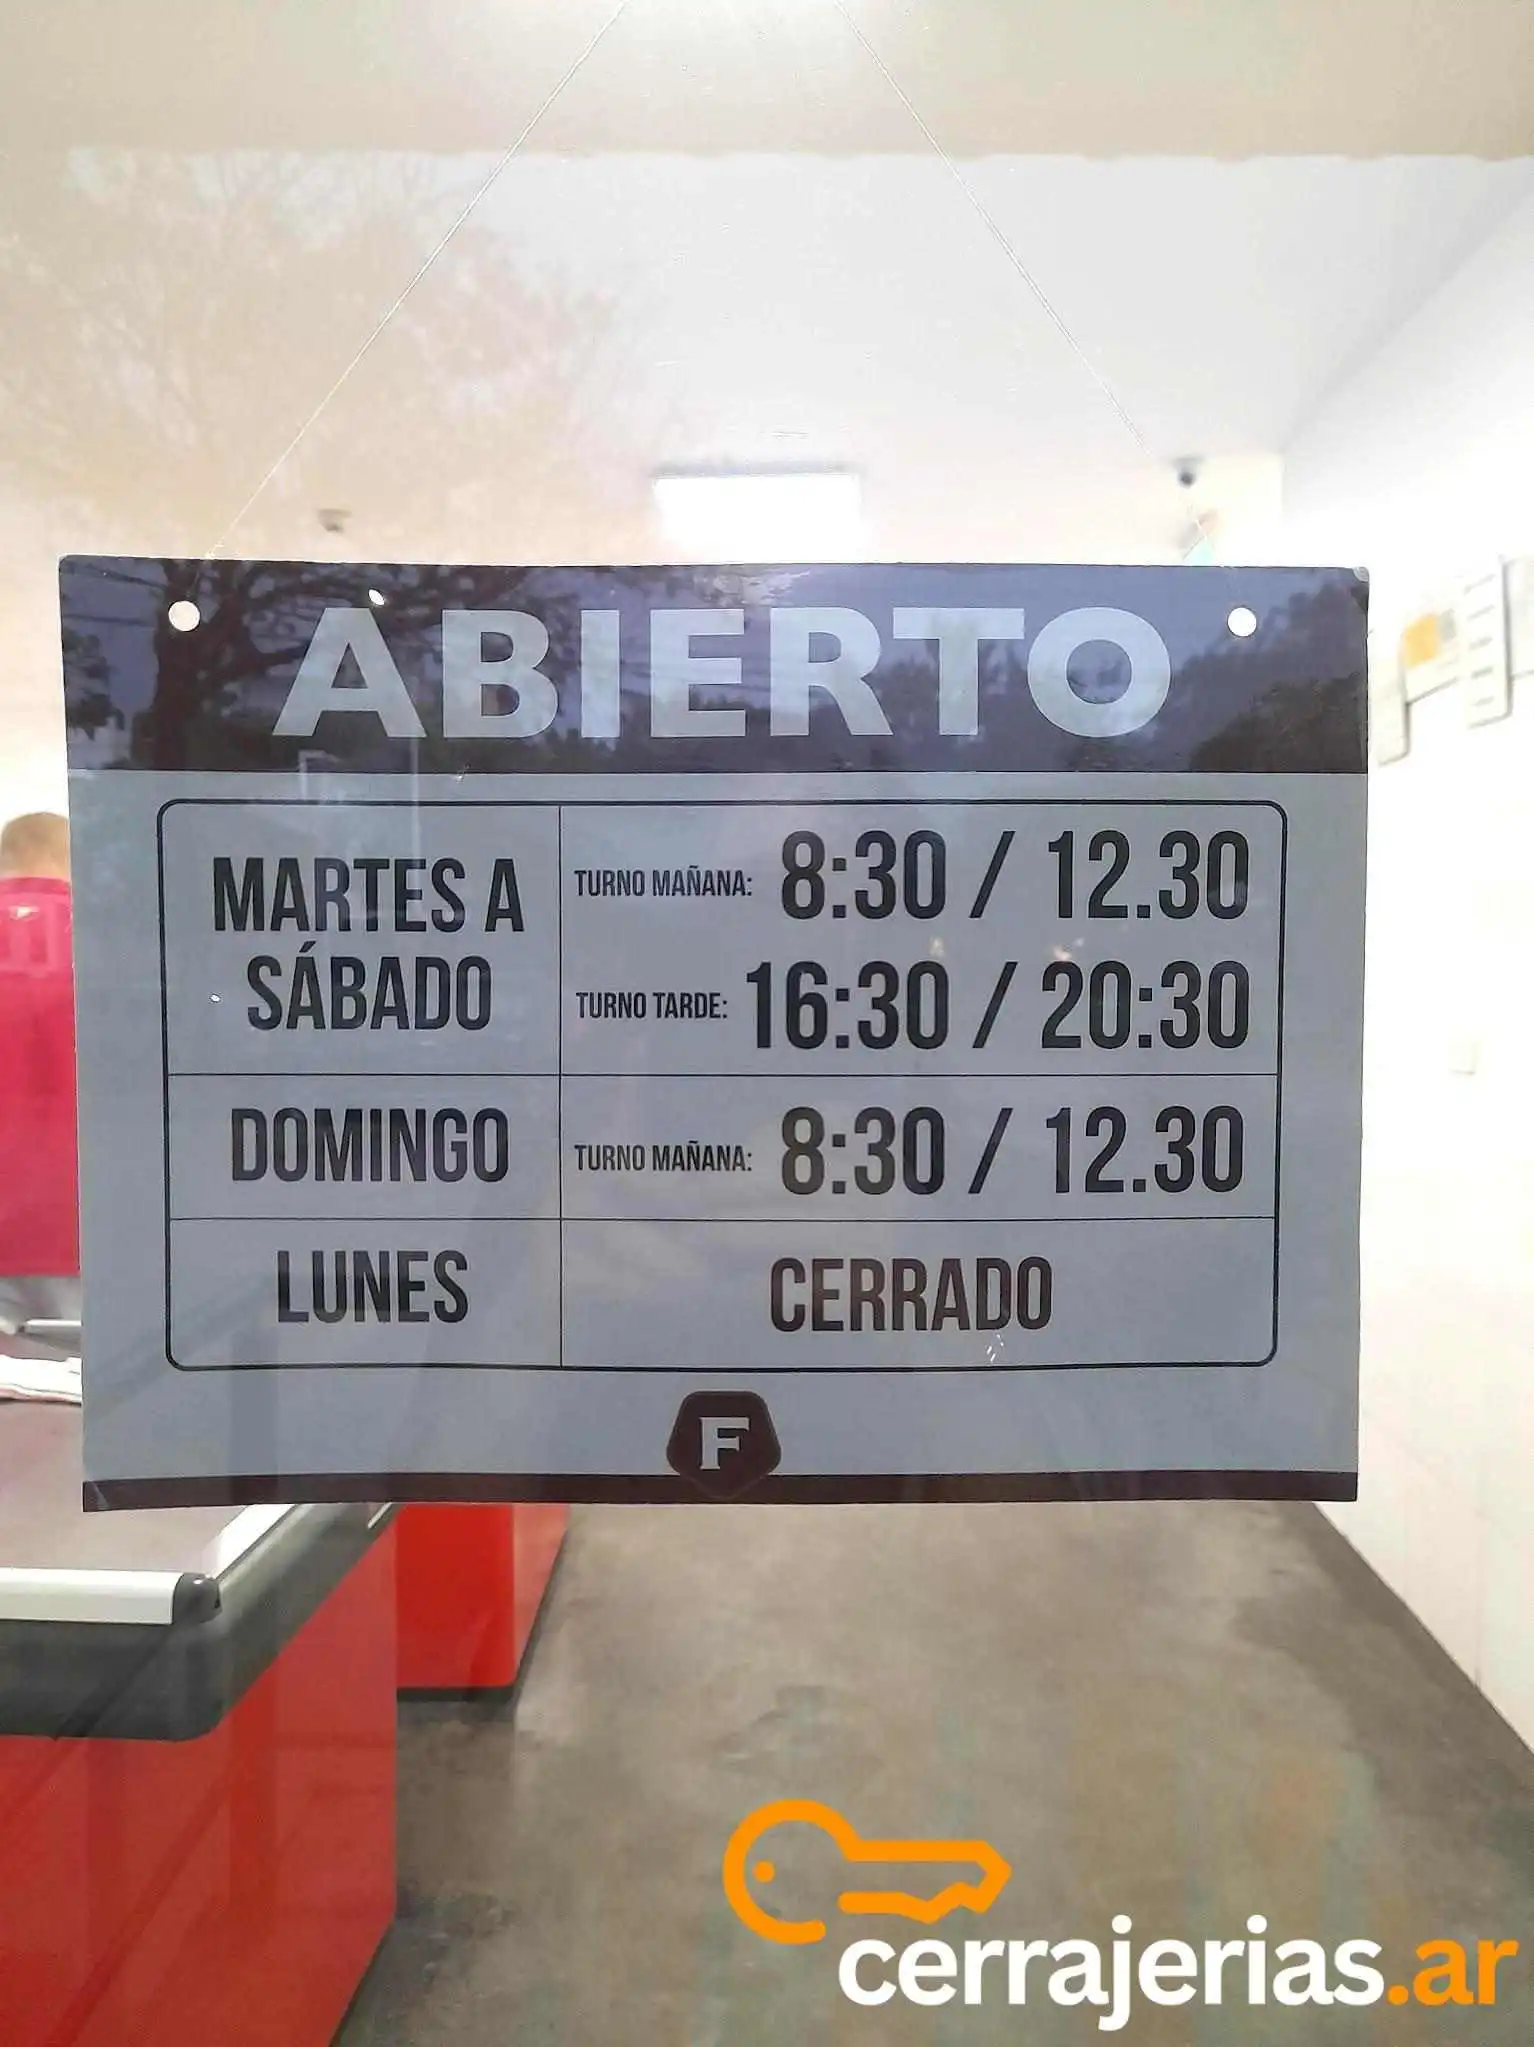 ABIERTO
MARTES A
SÁBADO
TURNO MAÑANA: 8:30 / 12.30
TURNO TARDE: 16:30 / 20:30
DOMINGO
TURNO MAÑANA: 8:30 / 12.30
LUNES
CERRADO
F
cerrajerias.ar